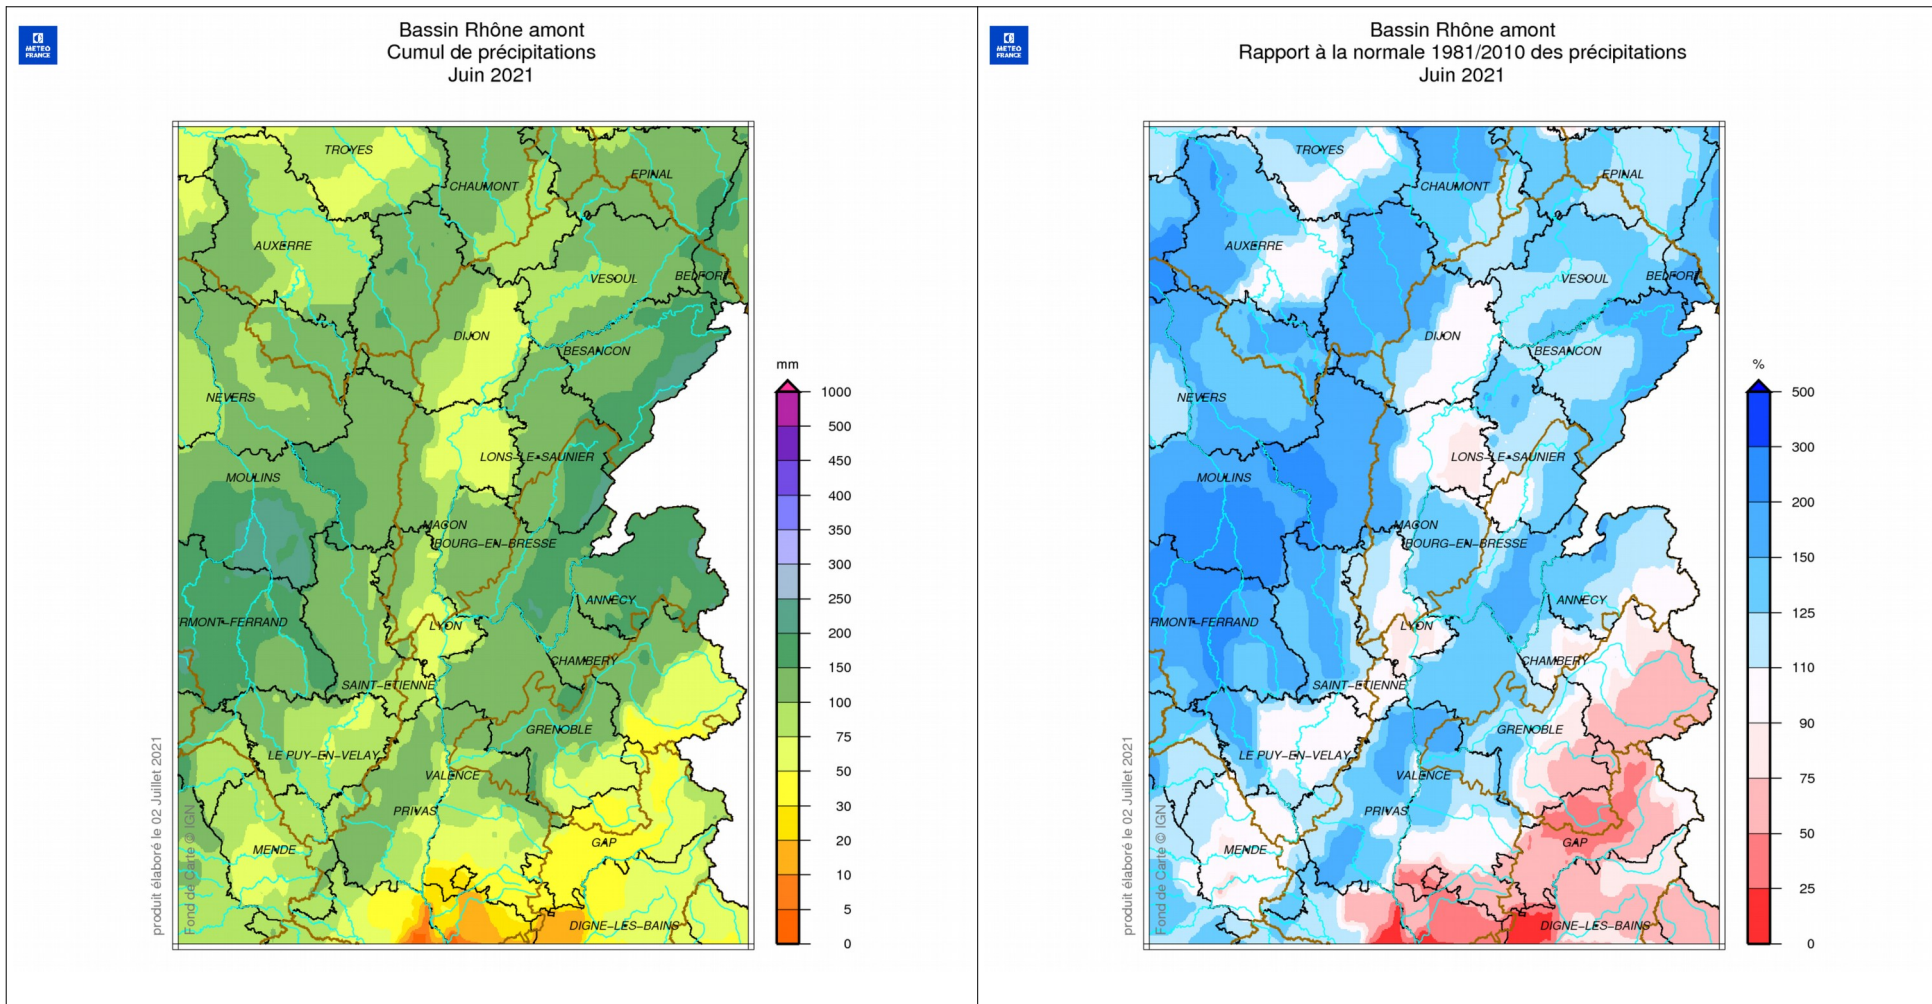 METEO
FRANCE
Bassin Rhône amont
Cumul de précipitations
Juin 2021
TROYES
CHAUMONT
EPINAL
AUXERRE
VESOUL
BELFORT
DIJON
BESANCON
NEVERS
LONS-LE-SAUNIER
MOULINS
MACON
BOURG-EN-BRESSE
ANNECY
RMONT-FERRAND
LYON
CHAMBERY
SAINT-ETIENNE
GRENOBLE
LE PUY-EN-VELAY
VALENCE
PRIVAS
GAP
MENDE
DIGNE-LES-BAINS
mm
1000
500
450
400
350
300
250
200
150
100
75
50
30
20
10
5
0
produit élaboré le 02 Juillet 2021
Fond de Carte © IGN
METEO
FRANCE
Bassin Rhône amont
Rapport à la normale 1981/2010 des précipitations
Juin 2021
TROYES
CHAUMONT
EPINAL
AUXERRE
VESOUL
BELFORT
DIJON
BESANCON
NEVERS
LONS-LE-SAUNIER
MOULINS
MACON
BOURG-EN-BRESSE
ANNECY
RMONT-FERRAND
LYON
CHAMBERY
SAINT-ETIENNE
GRENOBLE
LE PUY-EN-VELAY
VALENCE
PRIVAS
GAP
MENDE
DIGNE-LES-BAINS
%
500
300
200
150
125
110
90
75
50
25
0
produit élaboré le 02 Juillet 2021
Fond de Carte © IGN